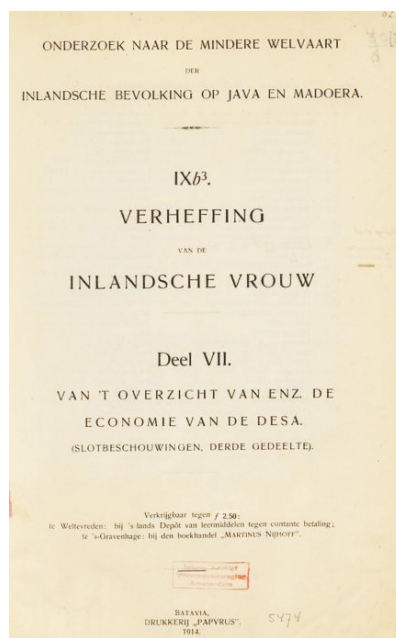 ONDERZOEK NAAR DE MINDERE WELVAART
DER
INLANDSCHE BEVOLKING OP JAVA EN MADOERA.
IXb³.
VERHEFFING
VAN DE
INLANDSCHE VROUW
Deel VII.
VAN 'T OVERZICHT VAN ENZ. DE
ECONOMIE VAN DE DESA.
(SLOTBESCHOUWINGEN, DERDE GEDEELTE).
Verkrijgbaar tegen ƒ 2.50:
te Weltevreden: bij 's lands Depôt van leermiddelen tegen contante betaling;
te 's-Gravenhage: bij den boekhandel „MARTINUS NIJHOFF".
BATAVIA,
DRUKKERIJ „PAPYRUS".
1914.
5474